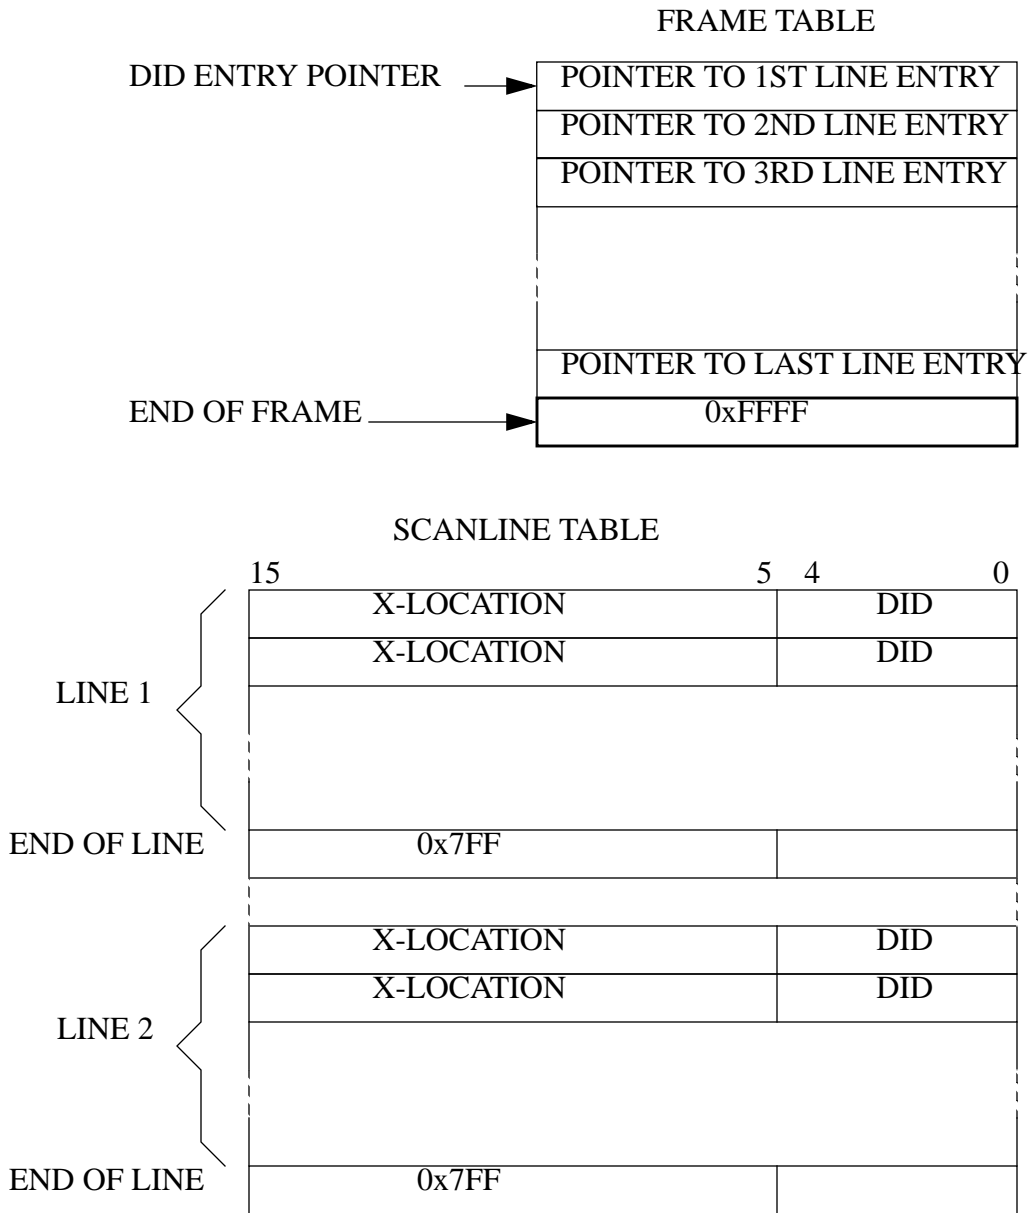 FRAME TABLE
DID ENTRY POINTER
POINTER TO 1ST LINE ENTRY
POINTER TO 2ND LINE ENTRY
POINTER TO 3RD LINE ENTRY
POINTER TO LAST LINE ENTRY
END OF FRAME
0xFFFF
SCANLINE TABLE
15 5 4 0
X-LOCATION DID
X-LOCATION DID
LINE 1
END OF LINE 0x7FF
X-LOCATION DID
X-LOCATION DID
LINE 2
END OF LINE 0x7FF